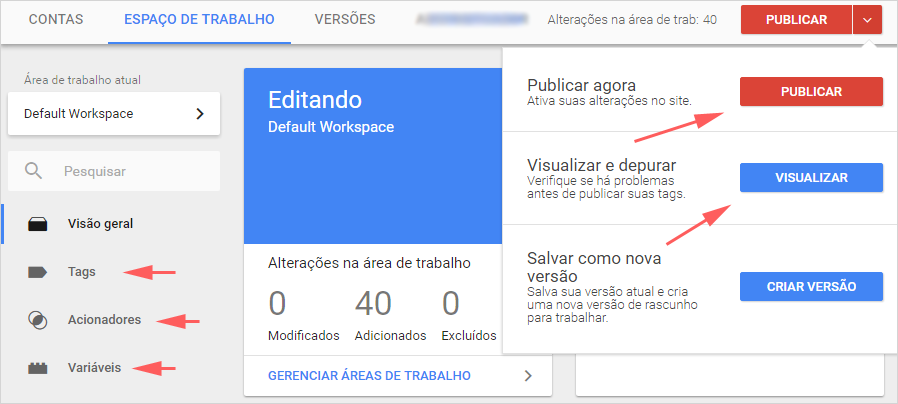 CONTAS
ESPAÇO DE TRABALHO
VERSÕES
Alterações na área de trab: 40
PUBLICAR
Área de trabalho atual
Default Workspace
Pesquisar
Visão geral
Tags
Acionadores
Variáveis
Editando
Default Workspace
Alterações na área de trabalho
0 40 0
Modificados Adicionados Excluídos
GERENCIAR ÁREAS DE TRABALHO
Publicar agora
Ativa suas alterações no site.
PUBLICAR
Visualizar e depurar
Verifique se há problemas
antes de publicar suas tags.
VISUALIZAR
Salvar como nova
versão
Salva sua versão atual e cria
uma nova versão de rascunho
para trabalhar.
CRIAR VERSÃO